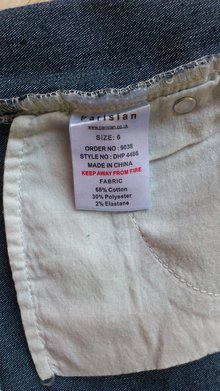 Parisian
www.parisian.co.uk
SIZE: 6
ORDER NO : 9038
STYLE NO : DHP 4406
MADE IN CHINA
KEEP AWAY FROM FIRE
FABRIC
68% Cotton
30% Polyester
2% Elastane